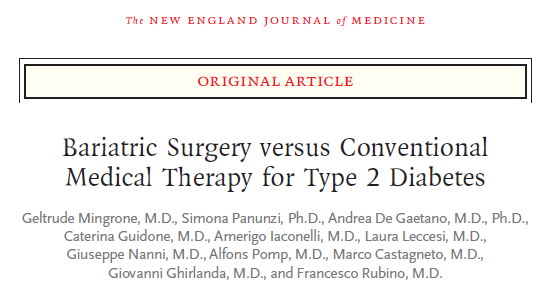 The NEW ENGLAND JOURNAL of MEDICINE
ORIGINAL ARTICLE
Bariatric Surgery versus Conventional
Medical Therapy for Type 2 Diabetes
Geltrude Mingrone, M.D., Simona Panunzi, Ph.D., Andrea De Gaetano, M.D., Ph.D.,
Caterina Guidone, M.D., Amerigo Iaconelli, M.D., Laura Leccesi, M.D.,
Giuseppe Nanni, M.D., Alfons Pomp, M.D., Marco Castagneto, M.D.,
Giovanni Ghirlanda, M.D., and Francesco Rubino, M.D.